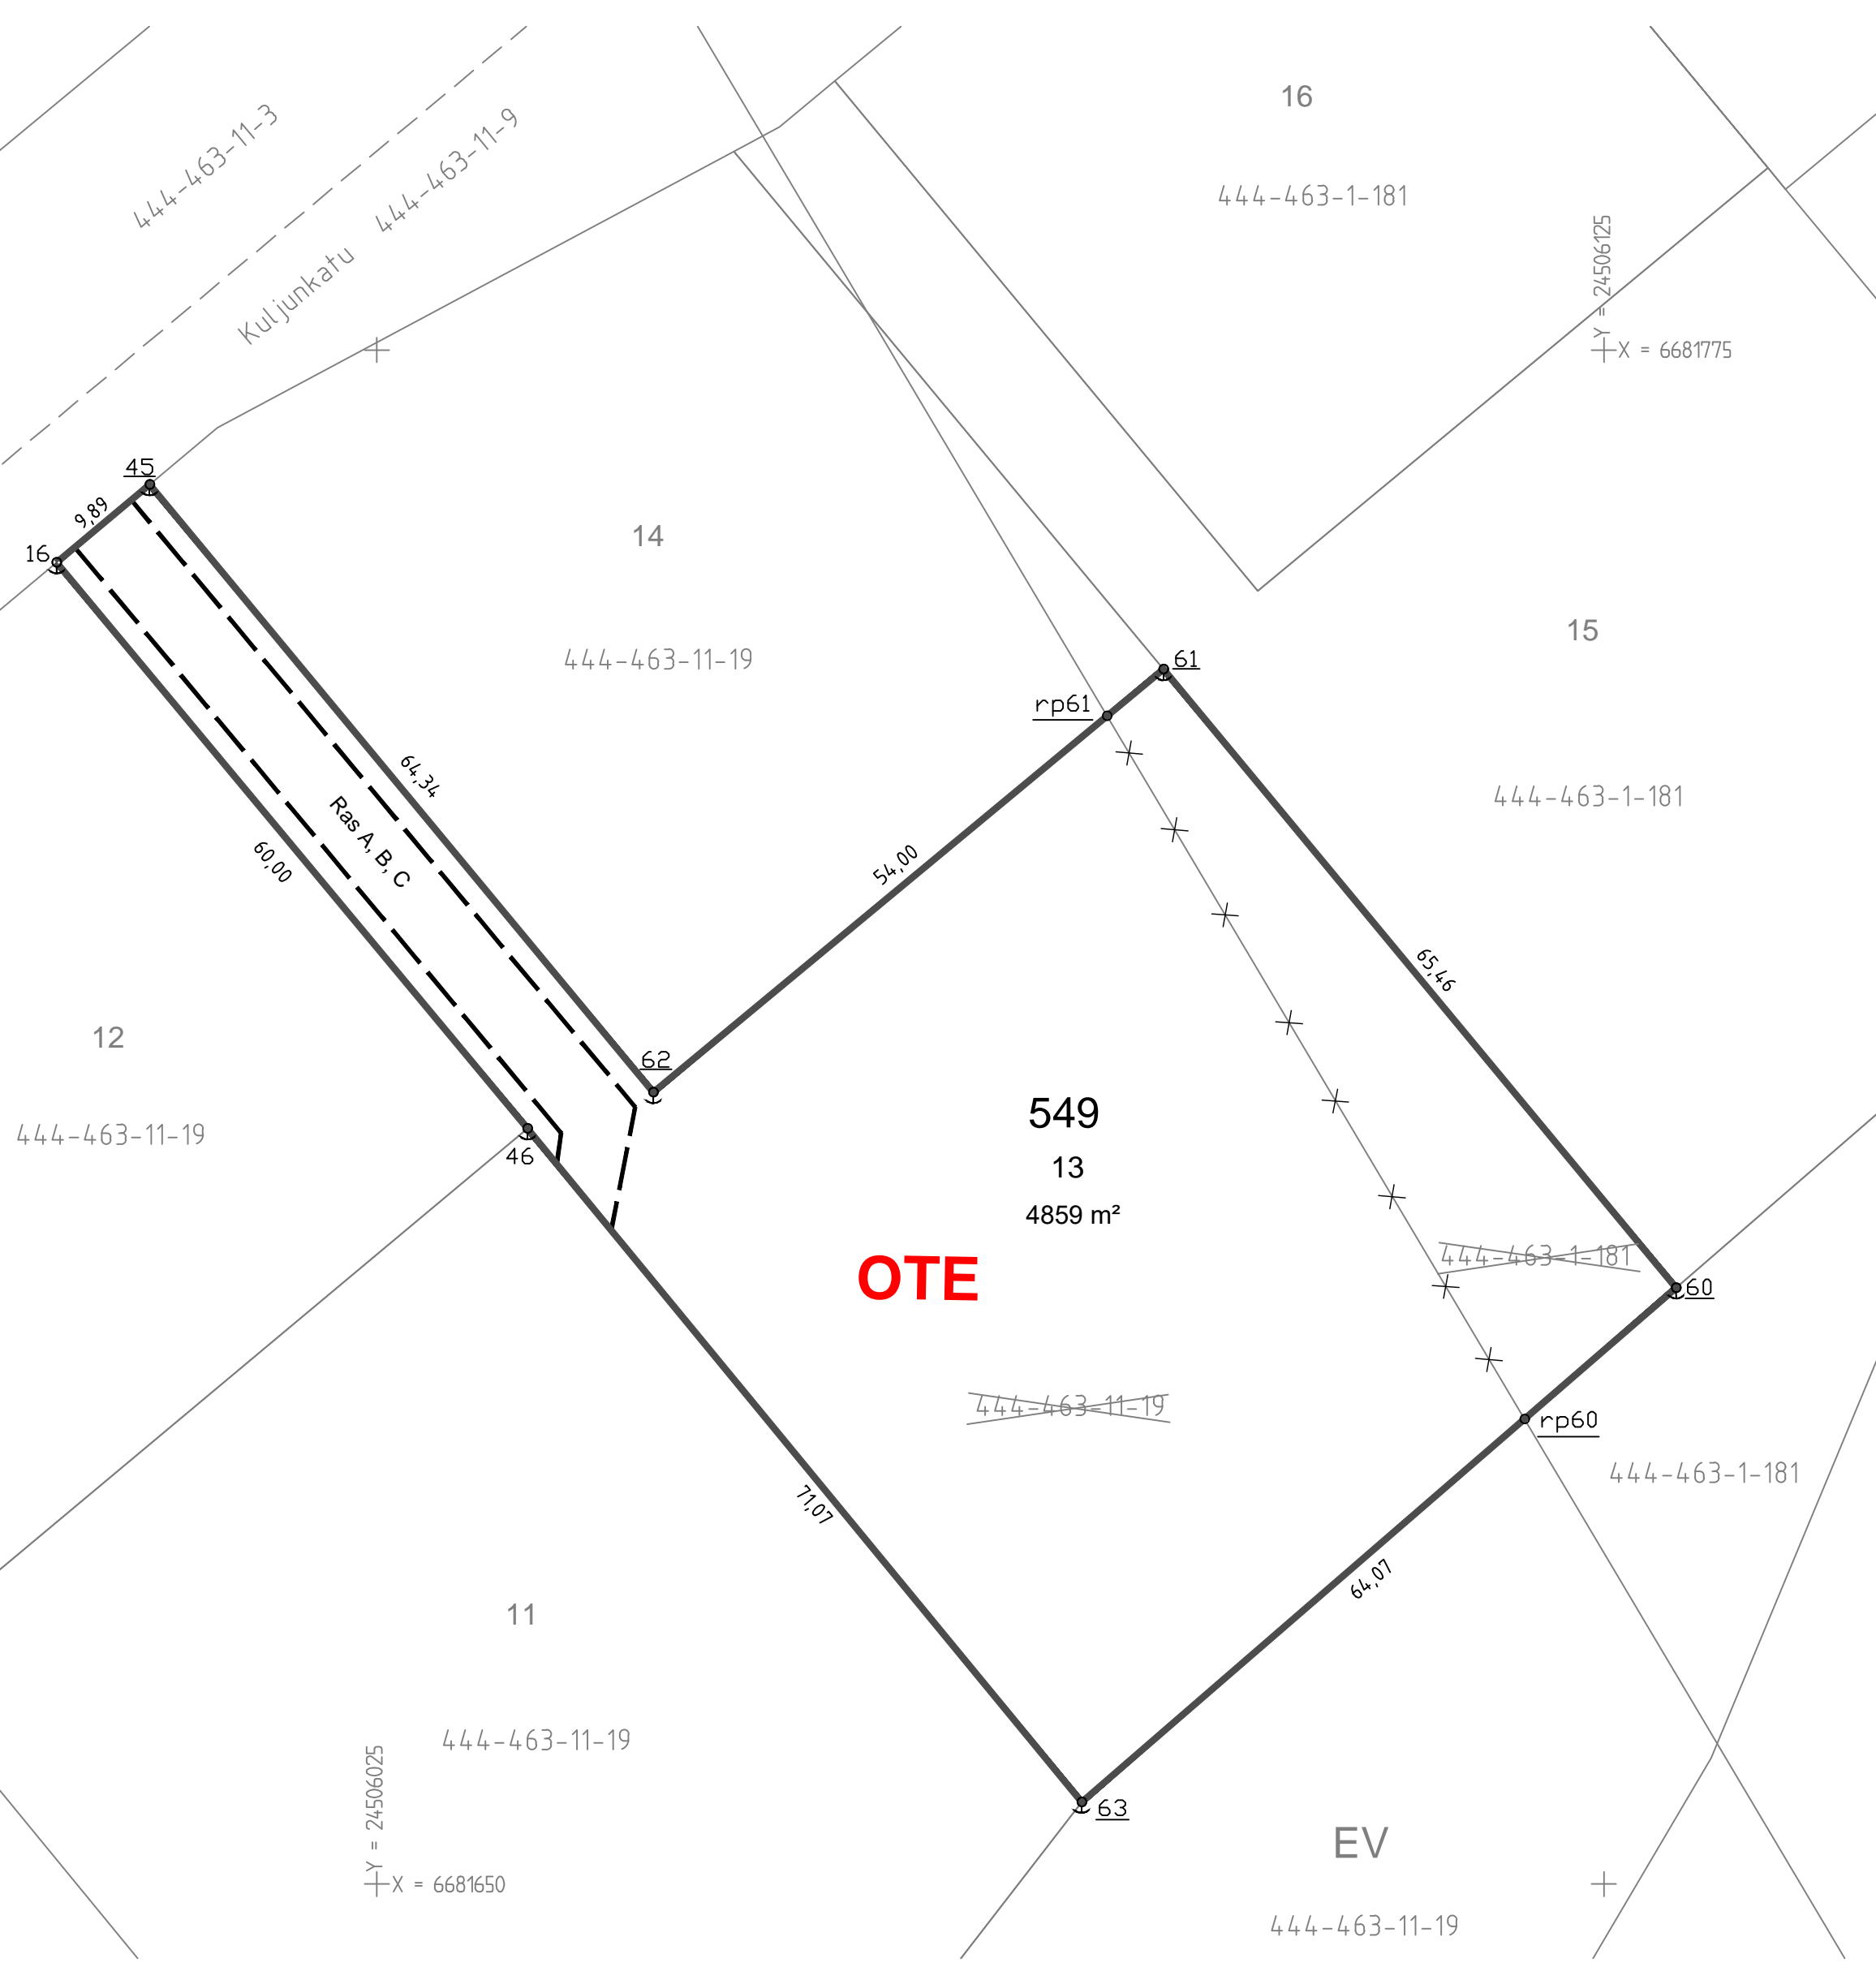 16
444-463-11-3
444-463-11-9
444-463-1-181
Y = 24506125
Kuljunkatu
X = 6681775
45
9,89
14
16
15
444-463-11-19
61
rp61
64,34
444-463-1-181
Ras A, B, C
60,00
54,00
65,46
12
62
549
444-463-11-19
46
13
4859 m²
444-463-1-181
OTE
60
444-463-11-19
rp60
444-463-1-181
71,07
64,07
11
444-463-11-19
Y = 24506025
63
EV
X = 6681650
444-463-11-19